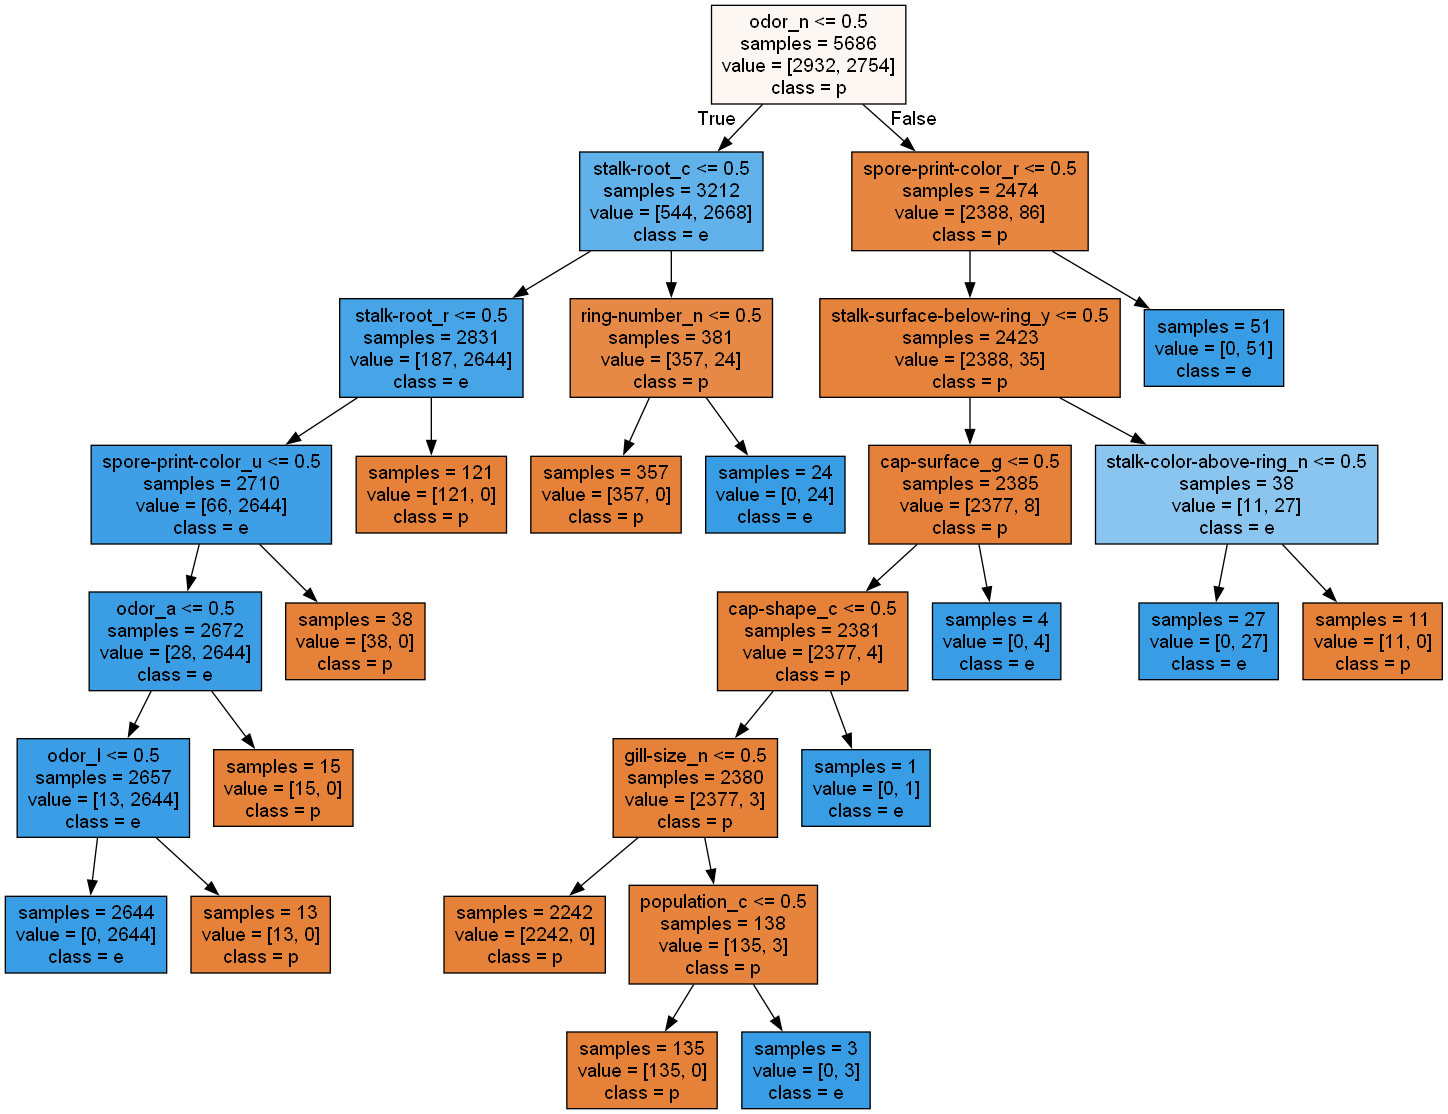 odor_n <= 0.5
samples = 5686
value = [2932, 2754]
class = p
True
False
stalk-root_c <= 0.5
samples = 3212
value = [544, 2668]
class = e
spore-print-color_r <= 0.5
samples = 2474
value = [2388, 86]
class = p
stalk-root_r <= 0.5
samples = 2831
value = [187, 2644]
class = e
ring-number_n <= 0.5
samples = 381
value = [357, 24]
class = p
stalk-surface-below-ring_y <= 0.5
samples = 2423
value = [2388, 35]
class = p
samples = 51
value = [0, 51]
class = e
spore-print-color_u <= 0.5
samples = 2710
value = [66, 2644]
class = e
samples = 121
value = [121, 0]
class = p
samples = 357
value = [357, 0]
class = p
samples = 24
value = [0, 24]
class = e
cap-surface_g <= 0.5
samples = 2385
value = [2377, 8]
class = p
stalk-color-above-ring_n <= 0.5
samples = 38
value = [11, 27]
class = e
odor_a <= 0.5
samples = 2672
value = [28, 2644]
class = e
samples = 38
value = [38, 0]
class = p
cap-shape_c <= 0.5
samples = 2381
value = [2377, 4]
class = p
samples = 4
value = [0, 4]
class = e
samples = 27
value = [0, 27]
class = e
samples = 11
value = [11, 0]
class = p
odor_l <= 0.5
samples = 2657
value = [13, 2644]
class = e
samples = 15
value = [15, 0]
class = p
gill-size_n <= 0.5
samples = 2380
value = [2377, 3]
class = p
samples = 1
value = [0, 1]
class = e
samples = 2644
value = [0, 2644]
class = e
samples = 13
value = [13, 0]
class = p
samples = 2242
value = [2242, 0]
class = p
population_c <= 0.5
samples = 138
value = [135, 3]
class = p
samples = 135
value = [135, 0]
class = p
samples = 3
value = [0, 3]
class = e